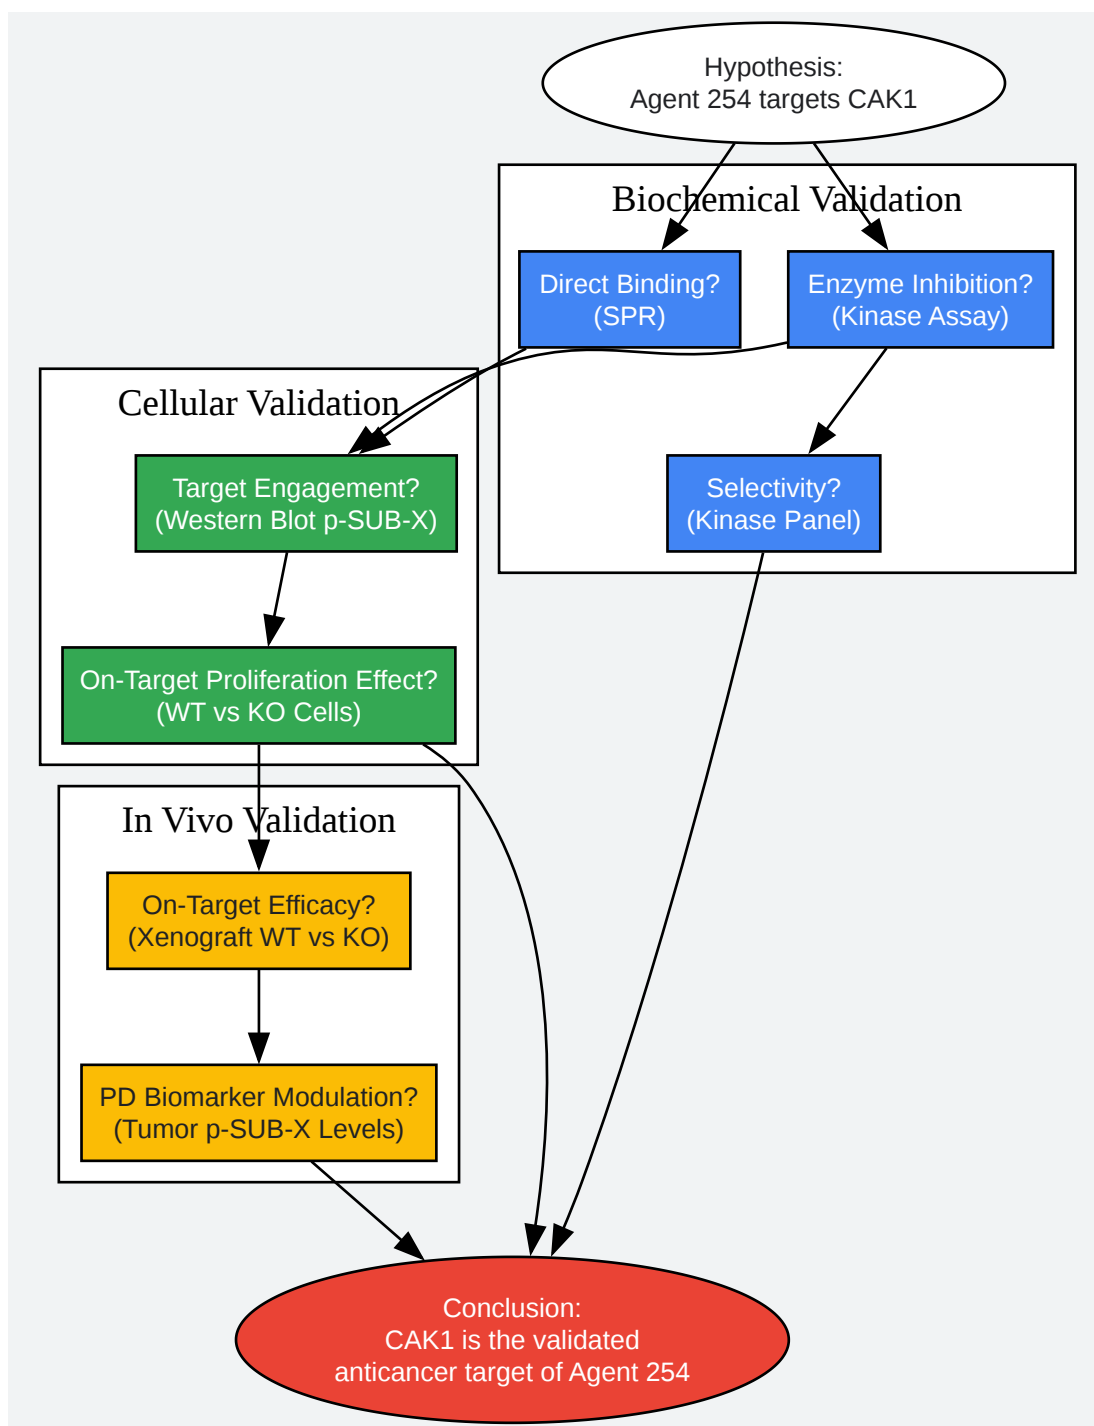 Hypothesis:
Agent 254 targets CAK1
Biochemical Validation
Direct Binding?
(SPR)
Enzyme Inhibition?
(Kinase Assay)
Cellular Validation
Target Engagement?
(Western Blot p-SUB-X)
Selectivity?
(Kinase Panel)
On-Target Proliferation Effect?
(WT vs KO Cells)
In Vivo Validation
On-Target Efficacy?
(Xenograft WT vs KO)
PD Biomarker Modulation?
(Tumor p-SUB-X Levels)
Conclusion:
CAK1 is the validated
anticancer target of Agent 254